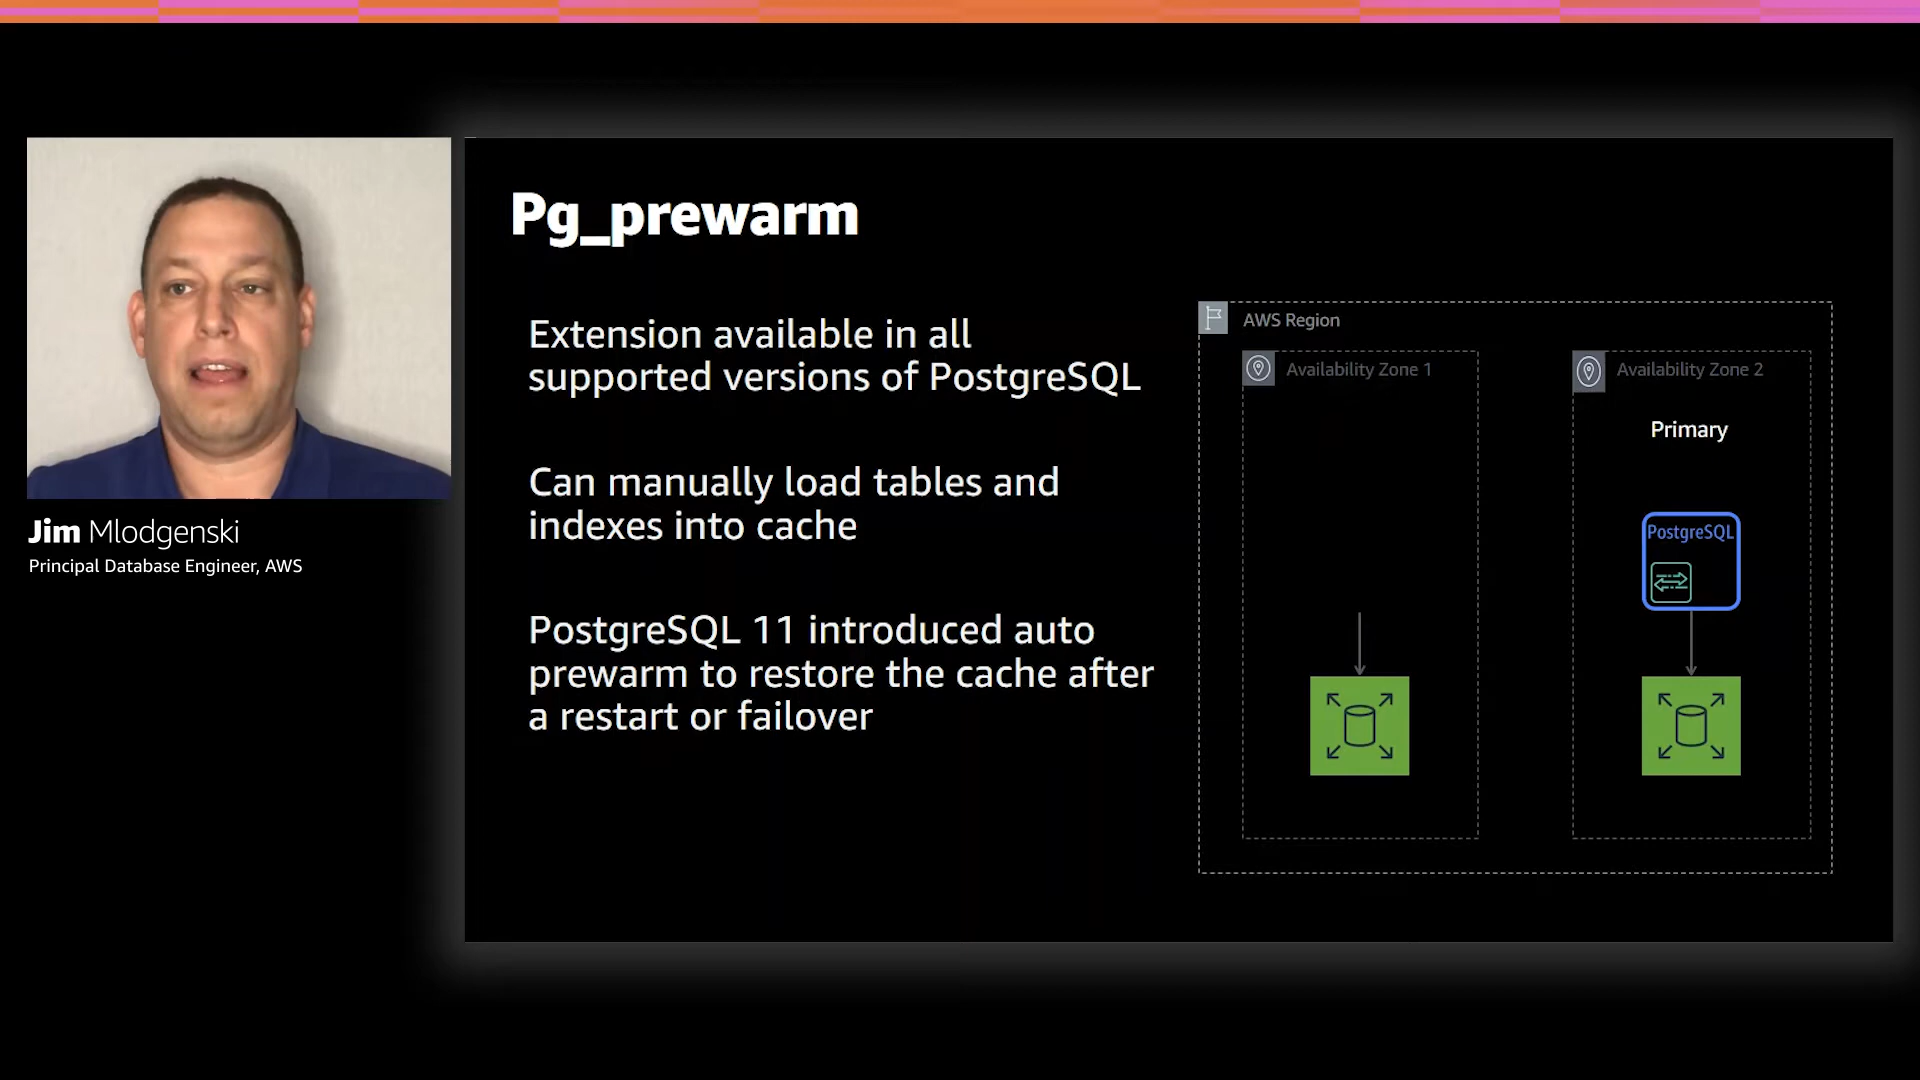 Pg_prewarm
Extension available in all
supported versions of PostgreSQL
Can manually load tables and
indexes into cache
PostgreSQL 11 introduced auto
prewarm to restore the cache after
a restart or failover
AWS Region
Availability Zone 1
Availability Zone 2
Primary
PostgreSQL
Jim Mlodgenski
Principal Database Engineer, AWS